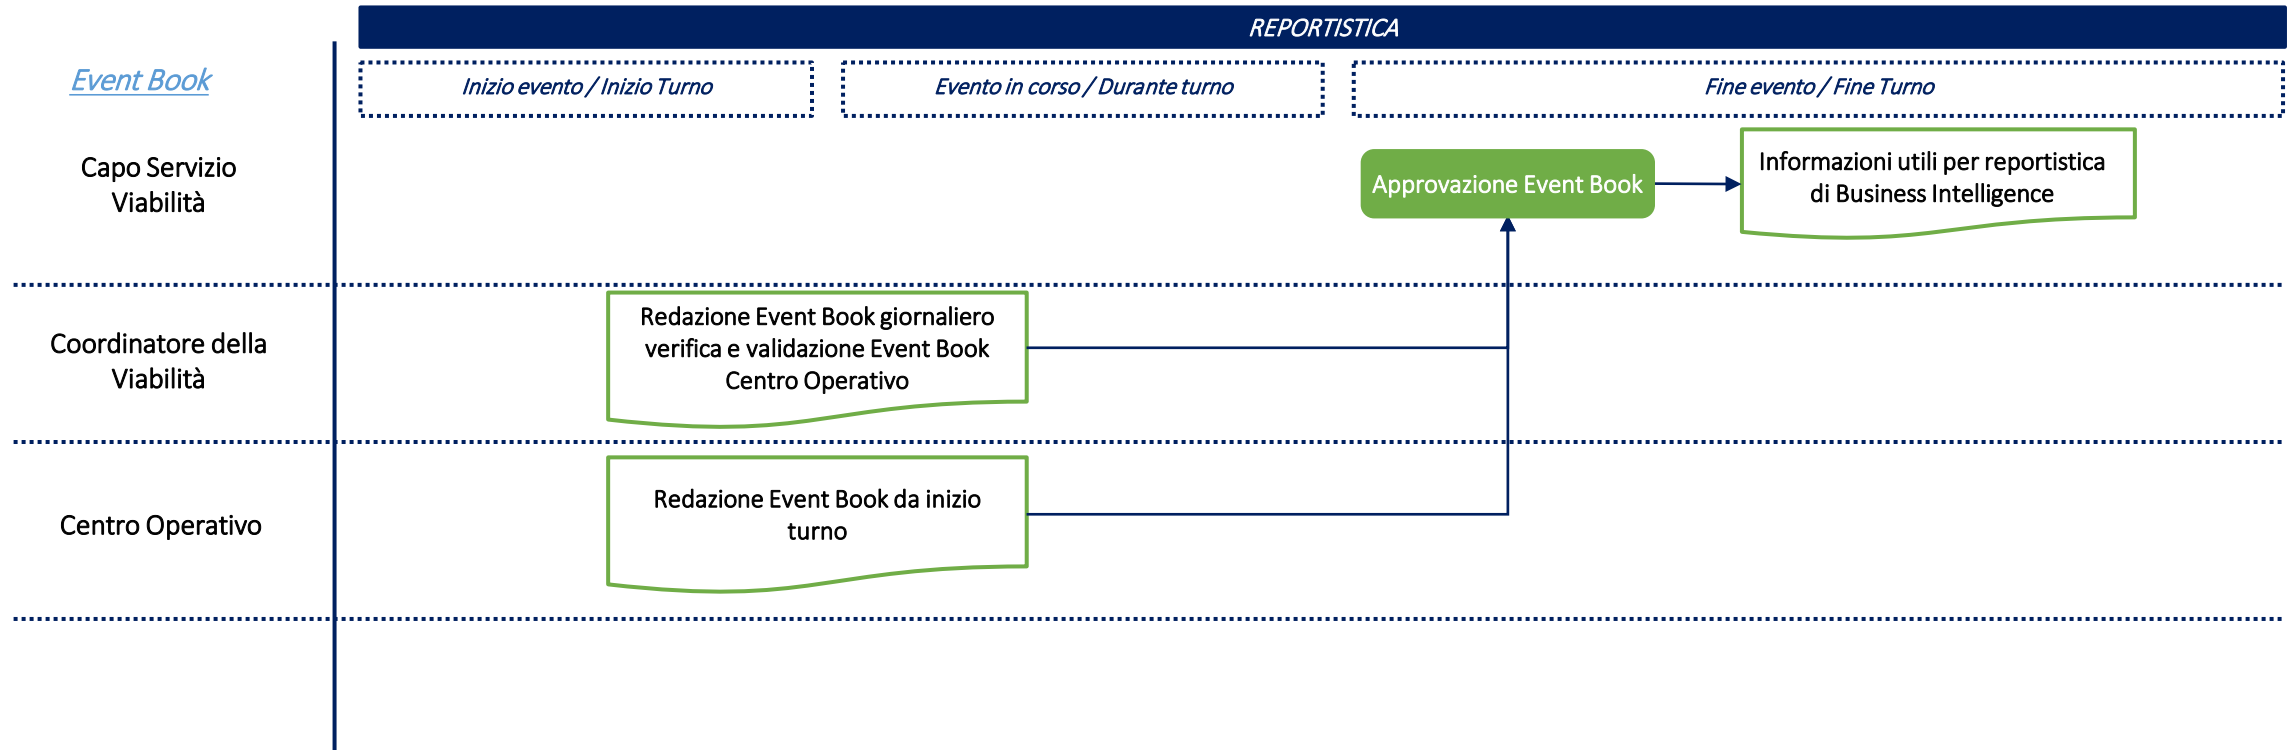 REPORTISTICA
Event Book
Inizio evento / Inizio Turno
Evento in corso / Durante turno
Fine evento / Fine Turno
Capo Servizio
Viabilità
Approvazione Event Book
Informazioni utili per reportistica
di Business Intelligence
Coordinatore della
Viabilità
Redazione Event Book giornaliero
verifica e validazione Event Book
Centro Operativo
Centro Operativo
Redazione Event Book da inizio
turno